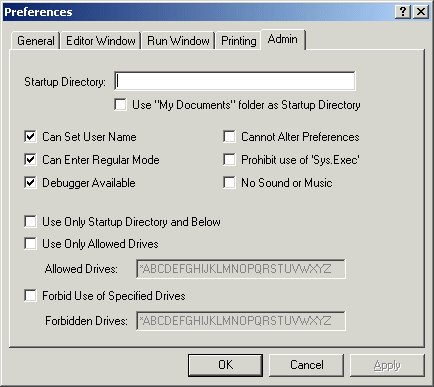 Preferences
General Editor Window Run Window Printing Admin
Startup Directory:
Use "My Documents" folder as Startup Directory
Can Set User Name Cannot Alter Preferences
Can Enter Regular Mode Prohibit use of 'Sys.Exec'
Debugger Available No Sound or Music
Use Only Startup Directory and Below
Use Only Allowed Drives
Allowed Drives: *ABCDEFGHIJKLMNOPQRSTUVWXYZ
Forbid Use of Specified Drives
Forbidden Drives: *ABCDEFGHIJKLMNOPQRSTUVWXYZ
OK Cancel Apply